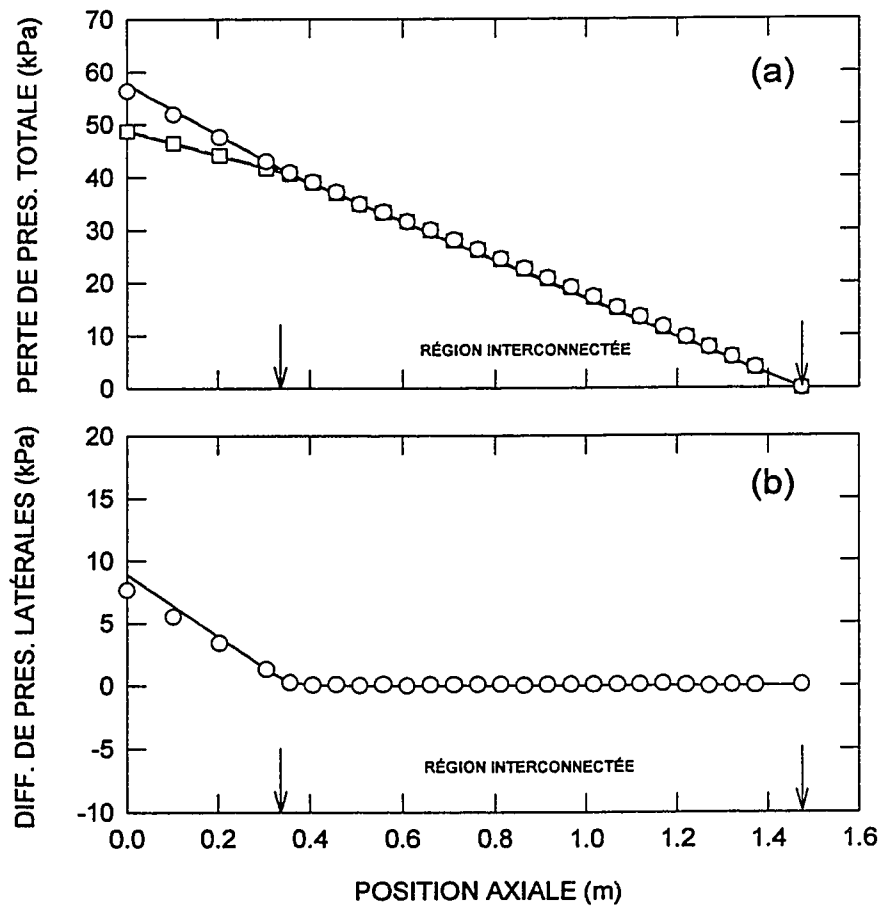 PERTE DE PRES. TOTALE (kPa)
70
60
50
40
30
20
10
0
(a)
RÉGION INTERCONNECTÉE
DIFF. DE PRES. LATÉRALES (kPa)
20
15
10
5
0
-5
-10
(b)
RÉGION INTERCONNECTÉE
0.0 0.2 0.4 0.6 0.8 1.0 1.2 1.4 1.6
POSITION AXIALE (m)